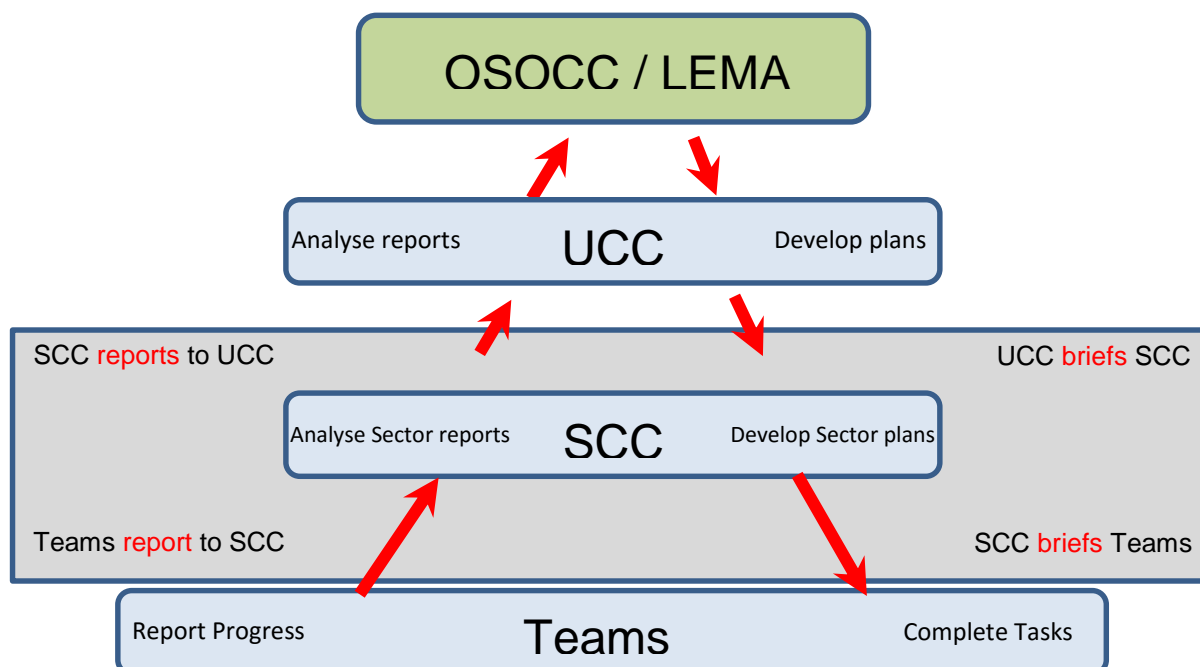 OSOCC / LEMA
Analyse reports
UCC
Develop plans
SCC reports to UCC
UCC briefs SCC
Analyse Sector reports
SCC
Develop Sector plans
Teams report to SCC
SCC briefs Teams
Report Progress
Teams
Complete Tasks